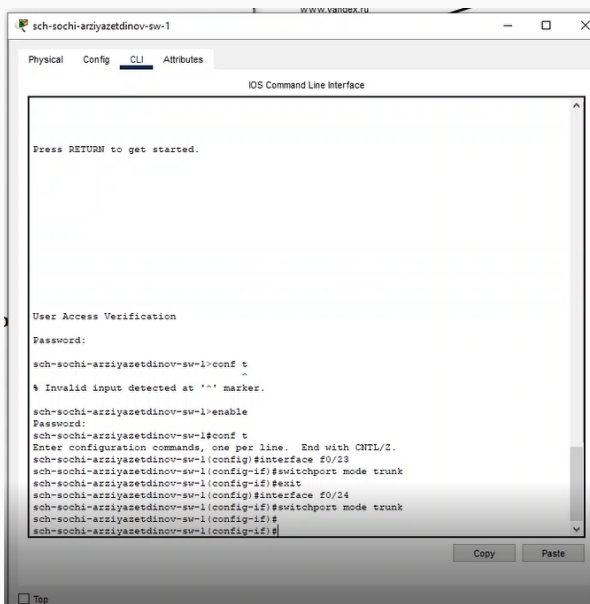 www.yandex.ru
sch-sochi-arziyazetdinov-sw-1
Physical Config CLI Attributes
IOS Command Line Interface
Press RETURN to get started.
User Access Verification
Password:
sch-sochi-arziyazetdinov-sw-1>conf t
^
% Invalid input detected at '^' marker.
sch-sochi-arziyazetdinov-sw-1>enable
Password:
sch-sochi-arziyazetdinov-sw-1#conf t
Enter configuration commands, one per line. End with CNTL/Z.
sch-sochi-arziyazetdinov-sw-1(config)#interface f0/23
sch-sochi-arziyazetdinov-sw-1(config-if)#switchport mode trunk
sch-sochi-arziyazetdinov-sw-1(config-if)#exit
sch-sochi-arziyazetdinov-sw-1(config)#interface f0/24
sch-sochi-arziyazetdinov-sw-1(config-if)#switchport mode trunk
sch-sochi-arziyazetdinov-sw-1(config-if)#
sch-sochi-arziyazetdinov-sw-1(config-if)#
Copy Paste
Top